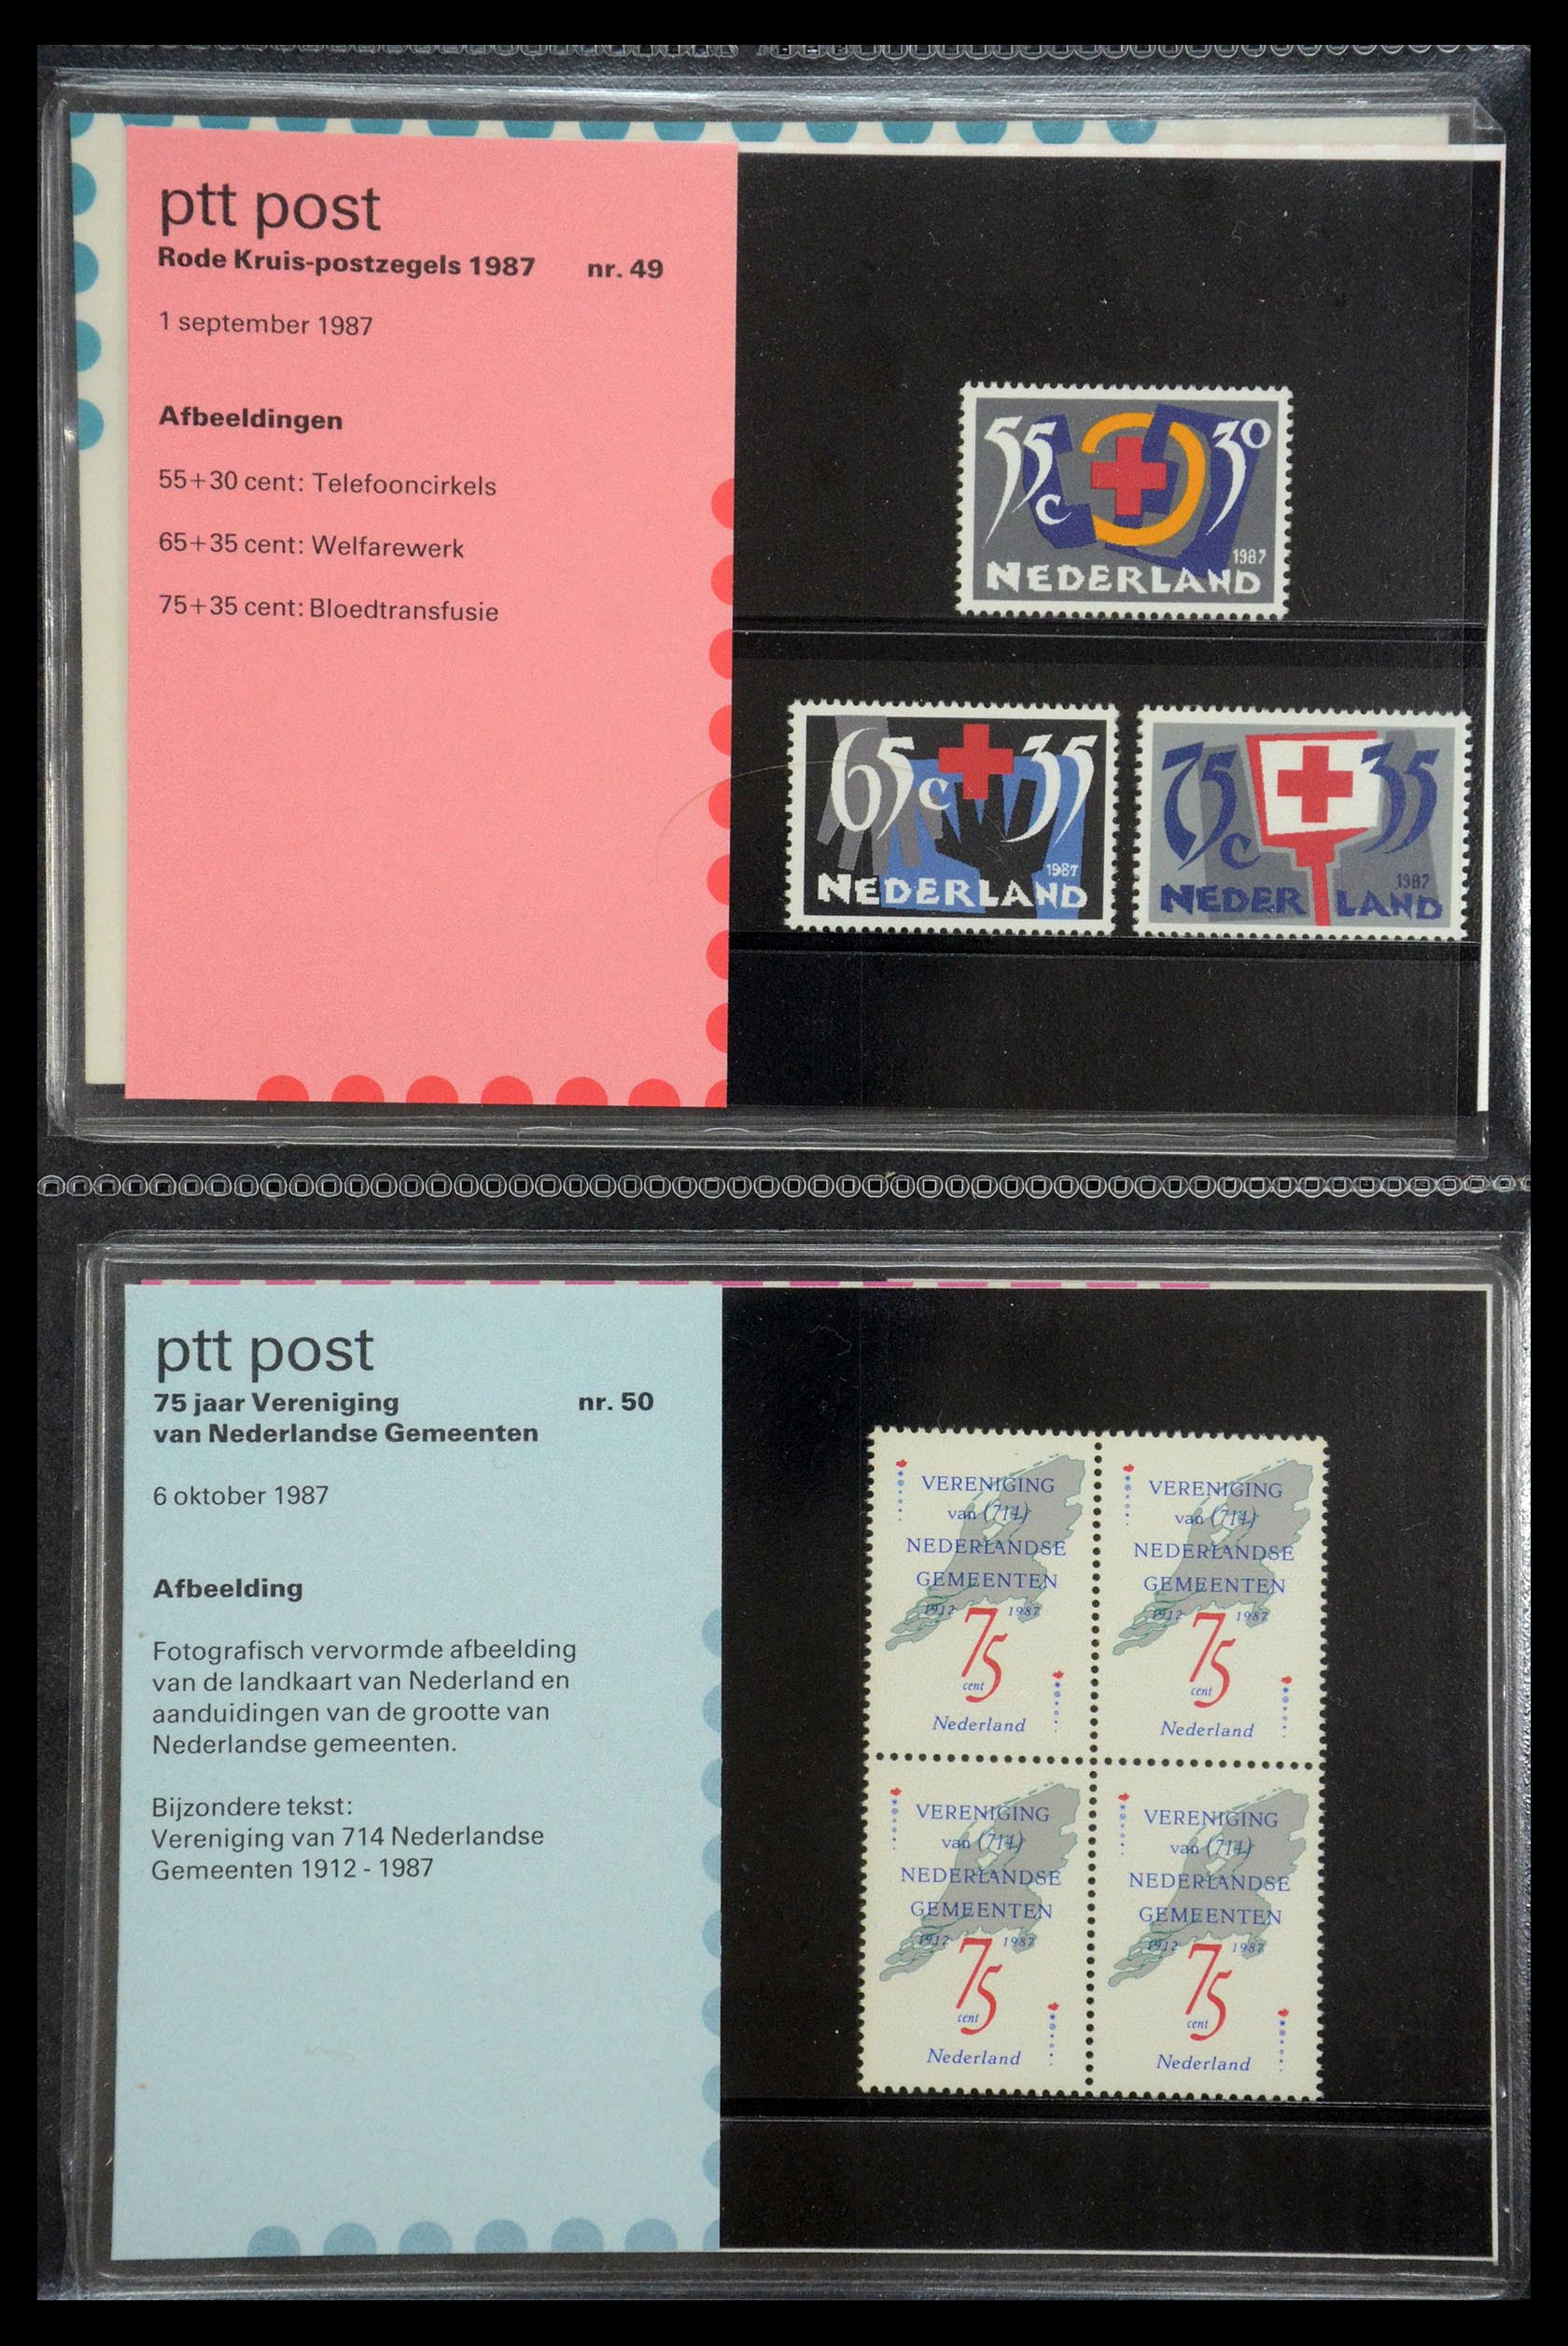 ptt post
Rode Kruis-postzegels 1987 nr. 49
1 september 1987
Afbeeldingen
55+30 cent: Telefooncirkels
65+35 cent: Welfarewerk
75+35 cent: Bloedtransfusie
55 c 30
1987
NEDERLAND
65 c 35
1987
NEDERLAND
75 c 35
1987
NEDERLAND
ptt post
75 jaar Vereniging nr. 50
van Nederlandse Gemeenten
6 oktober 1987
Afbeelding
Fotografisch vervormde afbeelding
van de landkaart van Nederland en
aanduidingen van de grootte van
Nederlandse gemeenten.
Bijzondere tekst:
Vereniging van 714 Nederlandse
Gemeenten 1912 - 1987
VERENIGING
van (714)
NEDERLANDSE
GEMEENTEN
1912 1987
75
cent
Nederland
VERENIGING
van (714)
NEDERLANDSE
GEMEENTEN
1912 1987
75
cent
Nederland
VERENIGING
van (714)
NEDERLANDSE
GEMEENTEN
1912 1987
75
cent
Nederland
VERENIGING
van (714)
NEDERLANDSE
GEMEENTEN
1912 1987
75
cent
Nederland